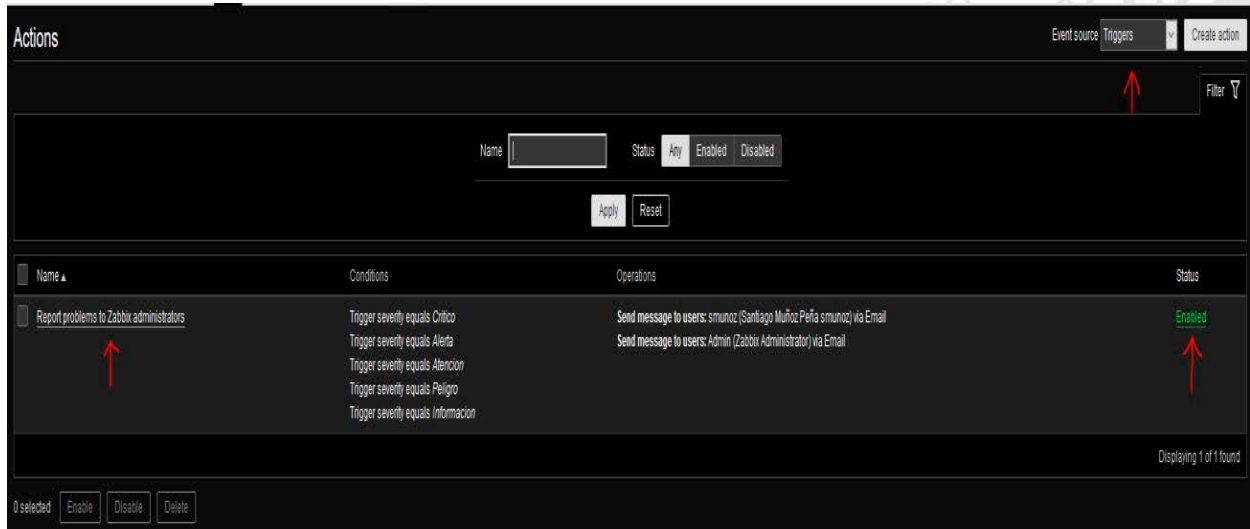 Actions
Event source Triggers Create action
Filter
Name Status Any Enabled Disabled
Apply Reset
Name Conditions Operations Status
Report problems to Zabbix administrators Trigger severity equals Critico Send message to users: smunoz (Santiago Muñoz Peña smunoz) via Email Enabled
Trigger severity equals Alerta Send message to users: Admin (Zabbix Administrator) via Email
Trigger severity equals Atencion
Trigger severity equals Peligro
Trigger severity equals Informacion
Displaying 1 of 1 found
0 selected Enable Disable Delete